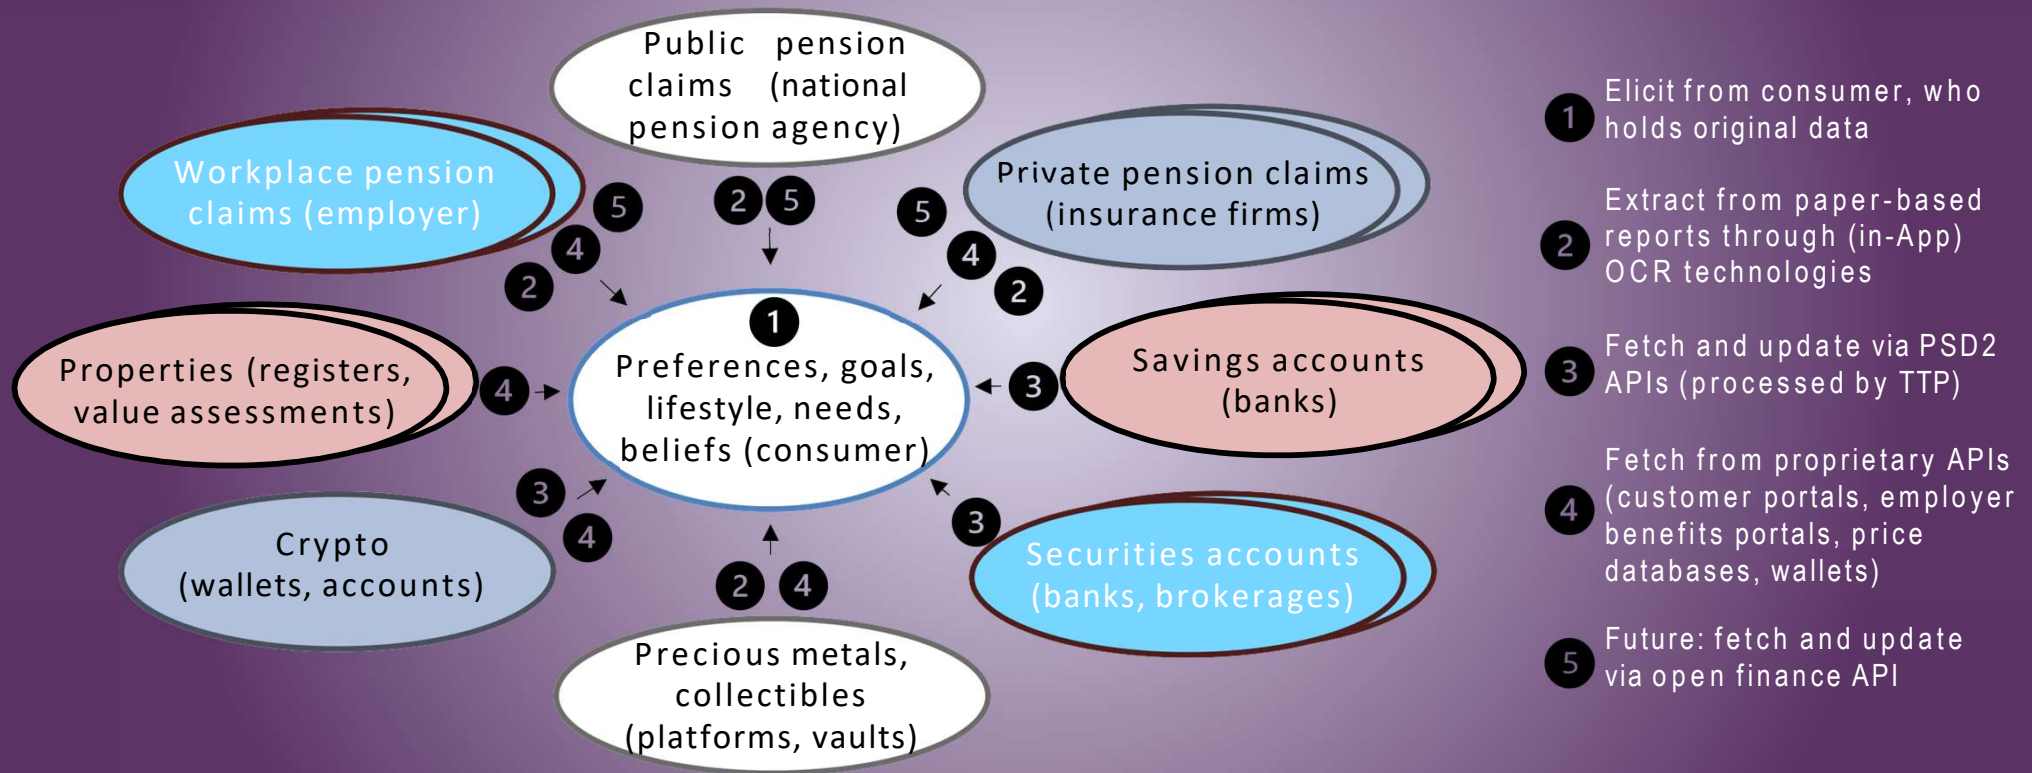 Public pension
claims (national
pension agency)
Workplace pension
claims (employer)
Private pension claims
(insurance firms)
2 5
5
4
2
5
4
2
1
Preferences, goals,
lifestyle, needs,
beliefs (consumer)
Properties (registers,
value assessments)
4
3
Savings accounts
(banks)
Crypto
(wallets, accounts)
3
4
3
Securities accounts
(banks, brokerages)
2 4
Precious metals,
collectibles
(platforms, vaults)
1 Elicit from consumer, who
holds original data
Extract from paper-based
2 reports through (in-App)
OCR technologies
3 Fetch and update via PSD2
APIs (processed by TTP)
Fetch from proprietary APIs
4 (customer portals, employer
benefits portals, price
databases, wallets)
5 Future: fetch and update
via open finance API